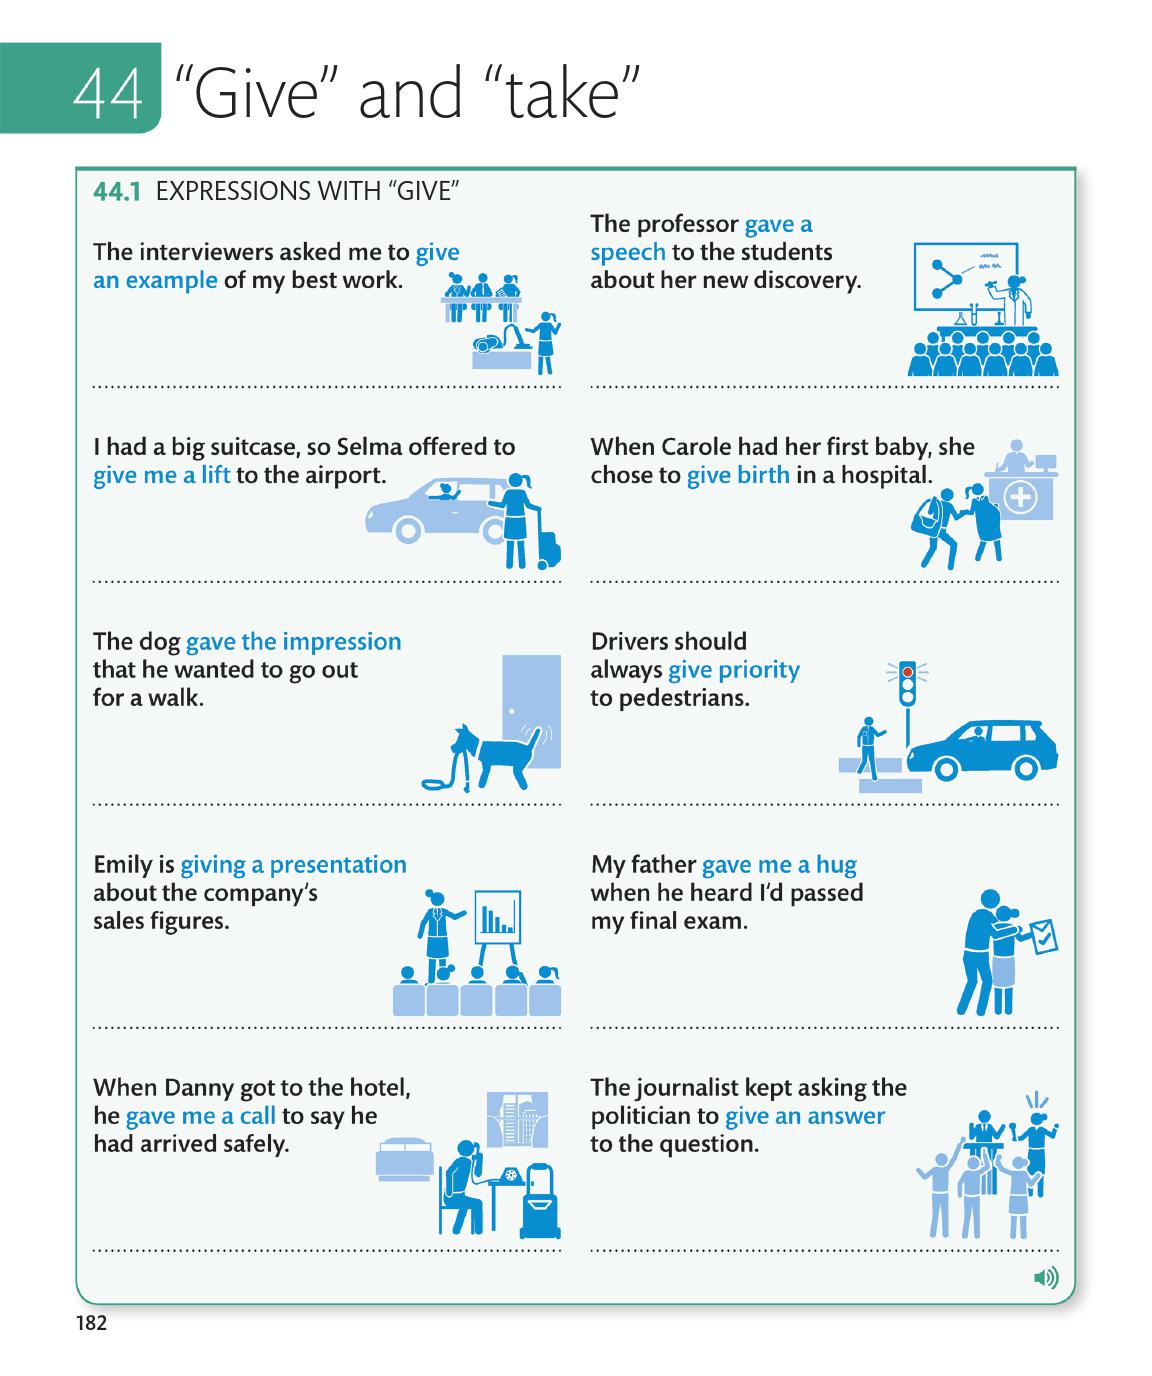 44 “Give” and “take”
44.1 EXPRESSIONS WITH “GIVE”
The interviewers asked me to give
an example of my best work.
The professor gave a
speech to the students
about her new discovery.
I had a big suitcase, so Selma offered to
give me a lift to the airport.
When Carole had her first baby, she
chose to give birth in a hospital.
The dog gave the impression
that he wanted to go out
for a walk.
Drivers should
always give priority
to pedestrians.
Emily is giving a presentation
about the company’s
sales figures.
My father gave me a hug
when he heard I’d passed
my final exam.
When Danny got to the hotel,
he gave me a call to say he
had arrived safely.
The journalist kept asking the
politician to give an answer
to the question.
182